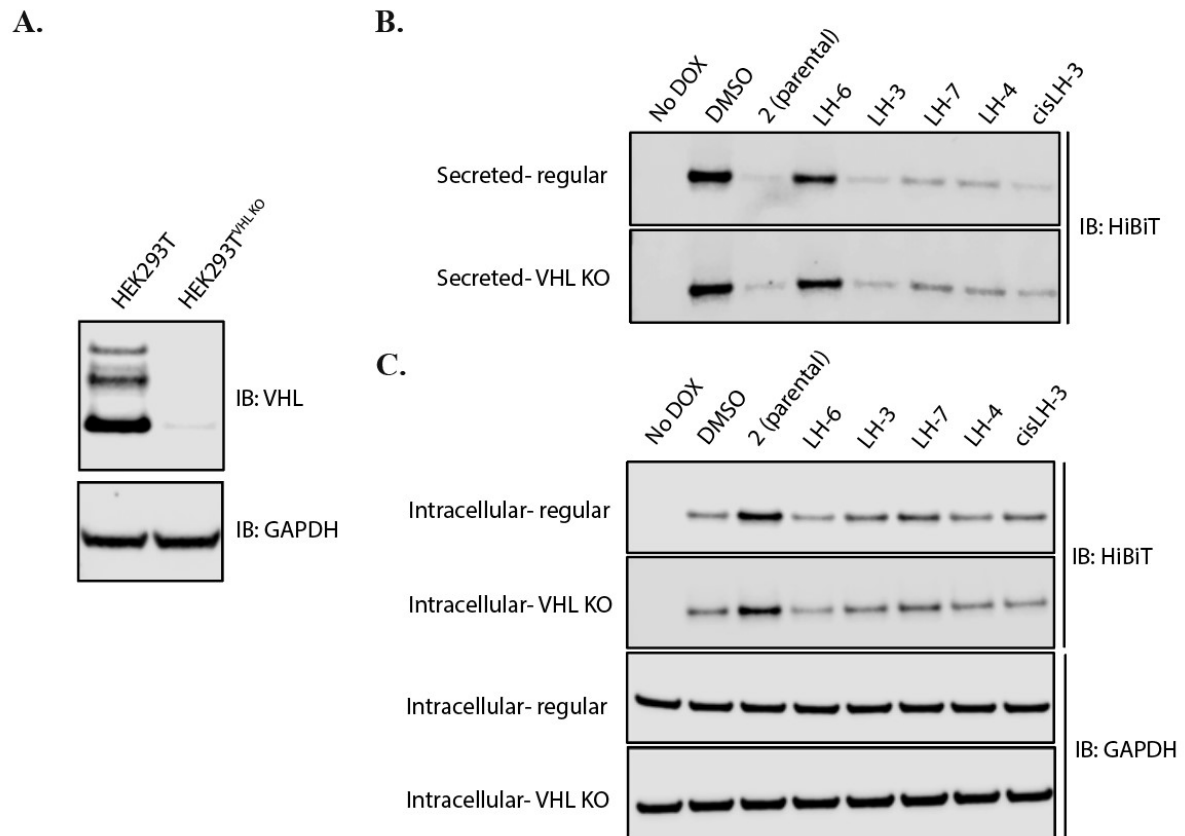 A.
HEK293T
HEK293TVHL KO
IB: VHL
IB: GAPDH
B.
No DOX
DMSO
2 (parental)
LH-6
LH-3
LH-7
LH-4
cisLH-3
Secreted- regular
Secreted- VHL KO
IB: HiBiT
C.
No DOX
DMSO
2 (parental)
LH-6
LH-3
LH-7
LH-4
cisLH-3
Intracellular- regular
Intracellular- VHL KO
IB: HiBiT
Intracellular- regular
Intracellular- VHL KO
IB: GAPDH